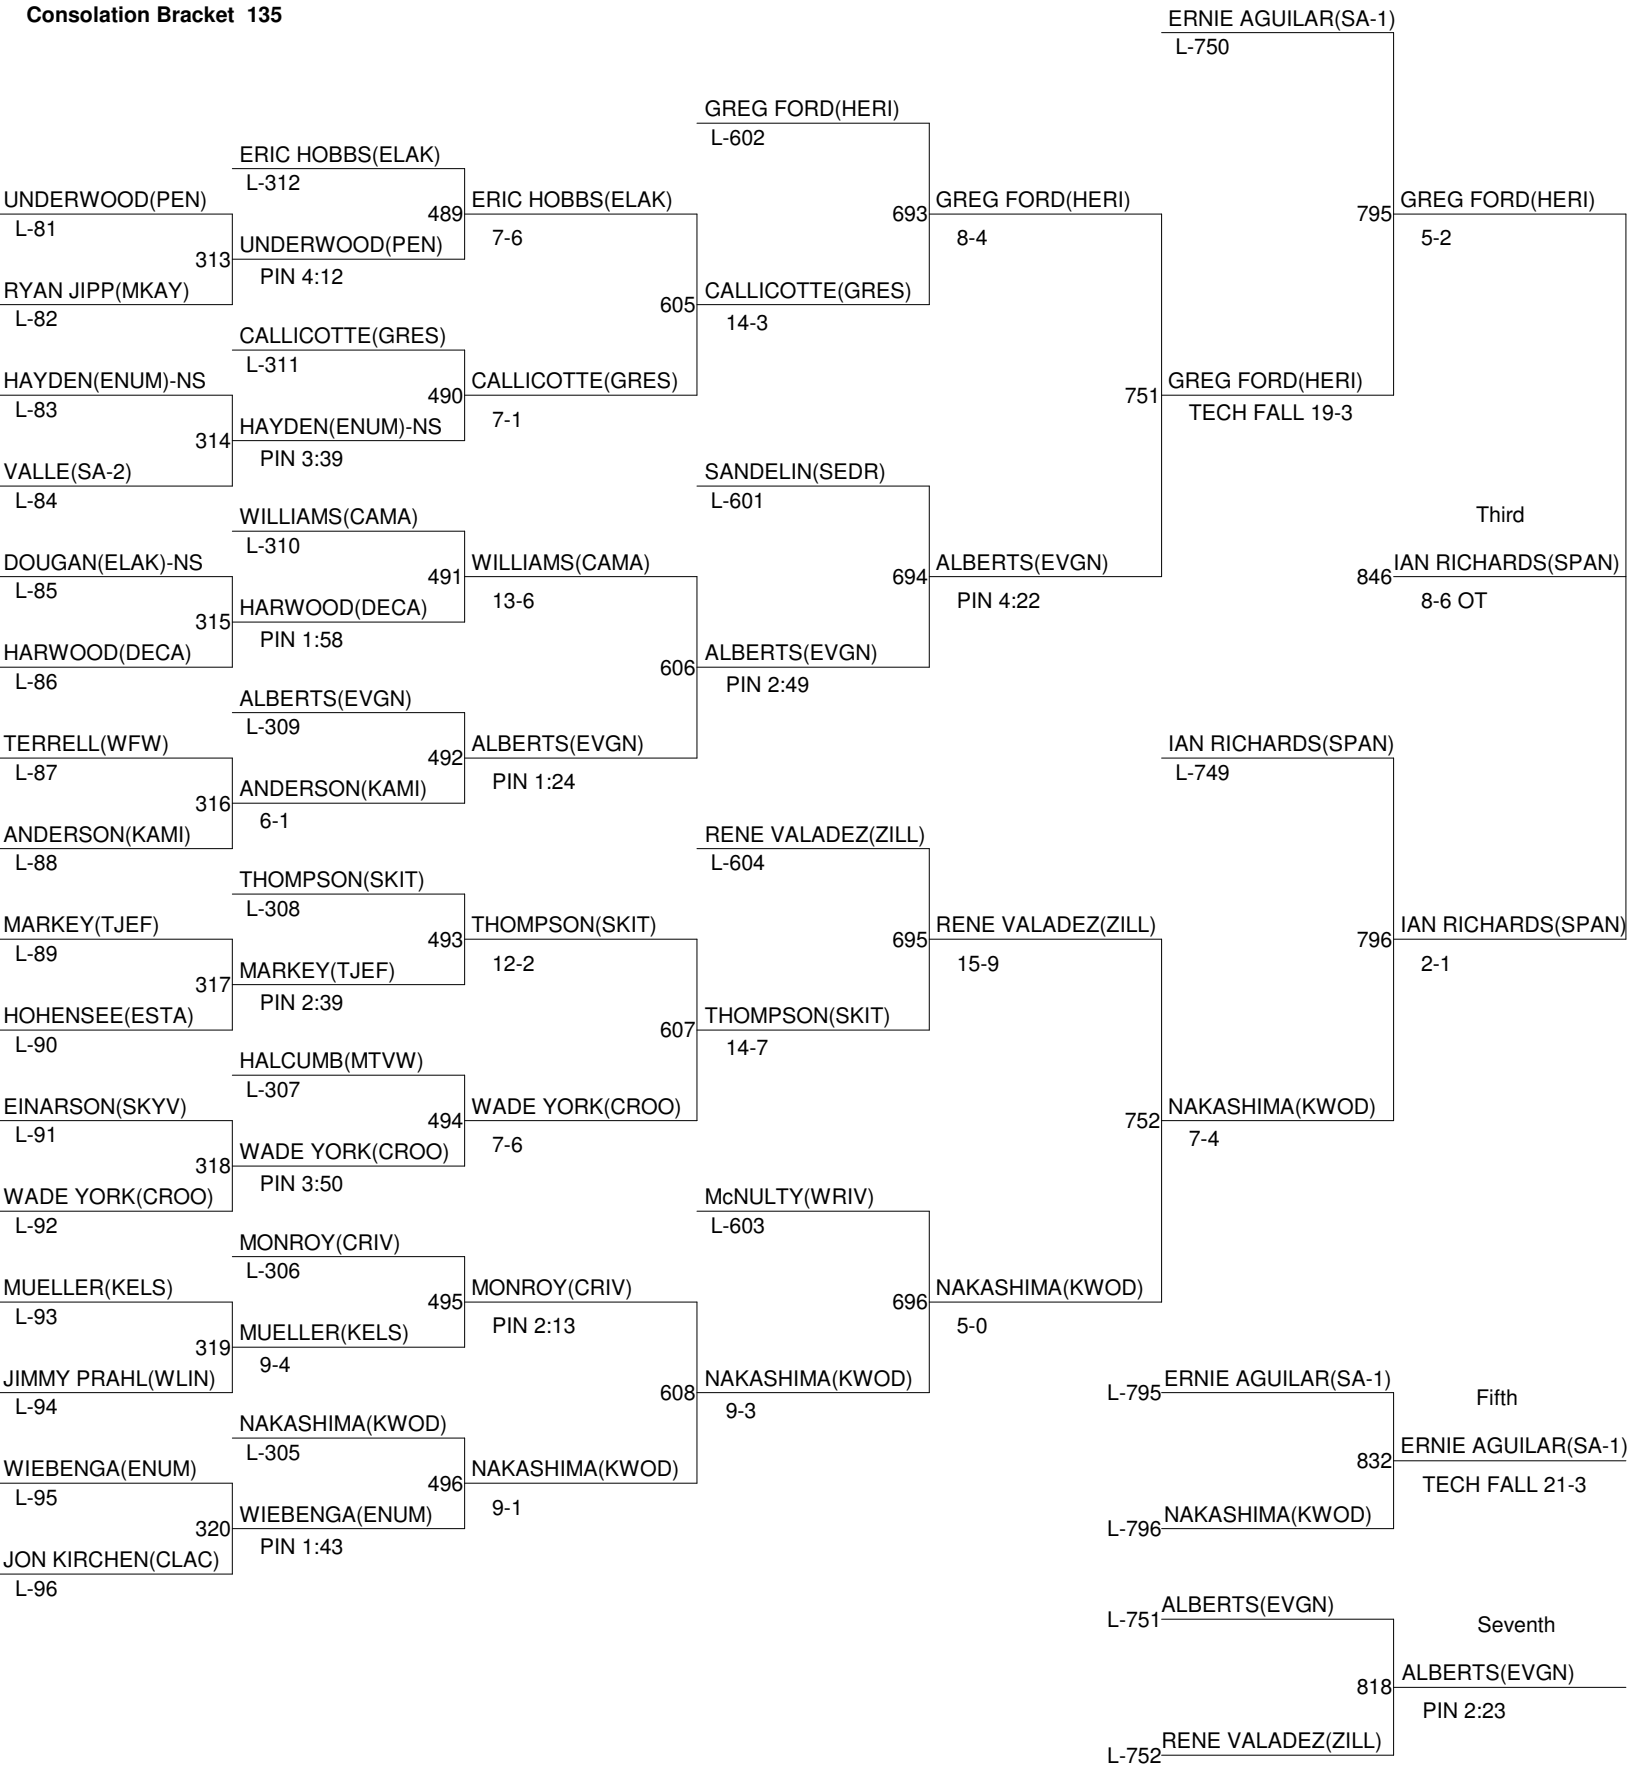 Consolation Bracket 135
ERNIE AGUILAR(SA-1)
L-750
GREG FORD(HERI)
L-602
ERIC HOBBS(ELAK)
L-312
UNDERWOOD(PEN)
L-81
489
ERIC HOBBS(ELAK)
7-6
693
GREG FORD(HERI)
8-4
795
GREG FORD(HERI)
5-2
313
UNDERWOOD(PEN)
PIN 4:12
RYAN JIPP(MKAY)
L-82
605
CALLICOTTE(GRES)
14-3
CALLICOTTE(GRES)
L-311
HAYDEN(ENUM)-NS
L-83
490
CALLICOTTE(GRES)
7-1
751
GREG FORD(HERI)
TECH FALL 19-3
314
HAYDEN(ENUM)-NS
PIN 3:39
VALLE(SA-2)
L-84
SANDELIN(SEDR)
L-601
WILLIAMS(CAMA)
L-310
Third
DOUGAN(ELAK)-NS
L-85
491
WILLIAMS(CAMA)
13-6
694
ALBERTS(EVGN)
PIN 4:22
846
IAN RICHARDS(SPAN)
8-6 OT
315
HARWOOD(DECA)
PIN 1:58
HARWOOD(DECA)
L-86
606
ALBERTS(EVGN)
PIN 2:49
ALBERTS(EVGN)
L-309
TERRELL(WFW)
L-87
492
ALBERTS(EVGN)
PIN 1:24
IAN RICHARDS(SPAN)
L-749
316
ANDERSON(KAMI)
6-1
ANDERSON(KAMI)
L-88
RENE VALADEZ(ZILL)
L-604
THOMPSON(SKIT)
L-308
MARKEY(TJEF)
L-89
493
THOMPSON(SKIT)
12-2
695
RENE VALADEZ(ZILL)
15-9
796
IAN RICHARDS(SPAN)
2-1
317
MARKEY(TJEF)
PIN 2:39
HOHENSEE(ESTA)
L-90
607
THOMPSON(SKIT)
14-7
HALCUMB(MTVW)
L-307
EINARSON(SKYV)
L-91
494
WADE YORK(CROO)
7-6
752
NAKASHIMA(KWOD)
7-4
318
WADE YORK(CROO)
PIN 3:50
WADE YORK(CROO)
L-92
McNULTY(WRIV)
L-603
MONROY(CRIV)
L-306
MUELLER(KELS)
L-93
495
MONROY(CRIV)
PIN 2:13
696
NAKASHIMA(KWOD)
5-0
319
MUELLER(KELS)
9-4
JIMMY PRAHL(WLIN)
L-94
608
NAKASHIMA(KWOD)
9-3
L-795
ERNIE AGUILAR(SA-1)
Fifth
NAKASHIMA(KWOD)
L-305
WIEBENGA(ENUM)
L-95
496
NAKASHIMA(KWOD)
9-1
832
ERNIE AGUILAR(SA-1)
TECH FALL 21-3
320
WIEBENGA(ENUM)
PIN 1:43
L-796
NAKASHIMA(KWOD)
JON KIRCHEN(CLAC)
L-96
L-751
ALBERTS(EVGN)
Seventh
818
ALBERTS(EVGN)
PIN 2:23
L-752
RENE VALADEZ(ZILL)